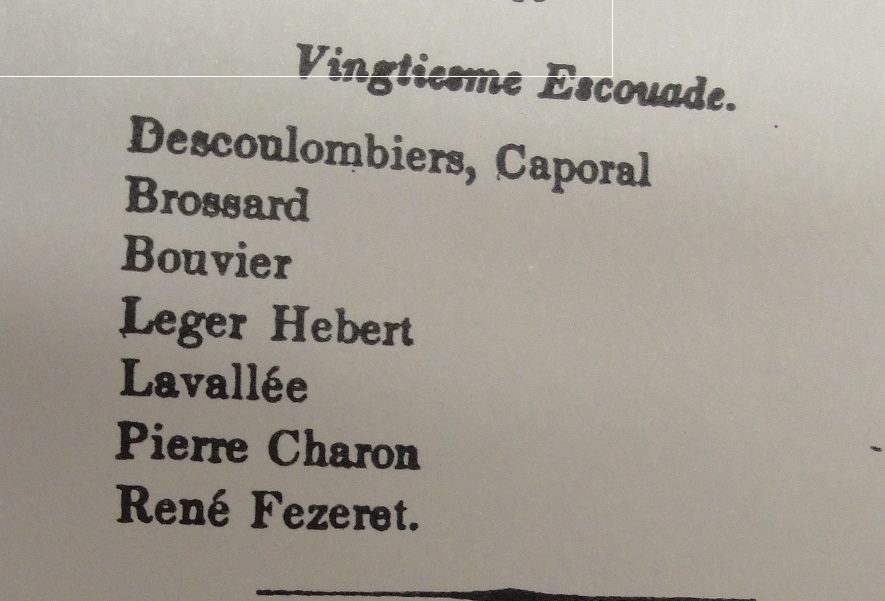 Vingtiesme Escouade.
Descoulombiers, Caporal
Brossard
Bouvier
Leger Hebert
Lavallée
Pierre Charon
René Fezeret.